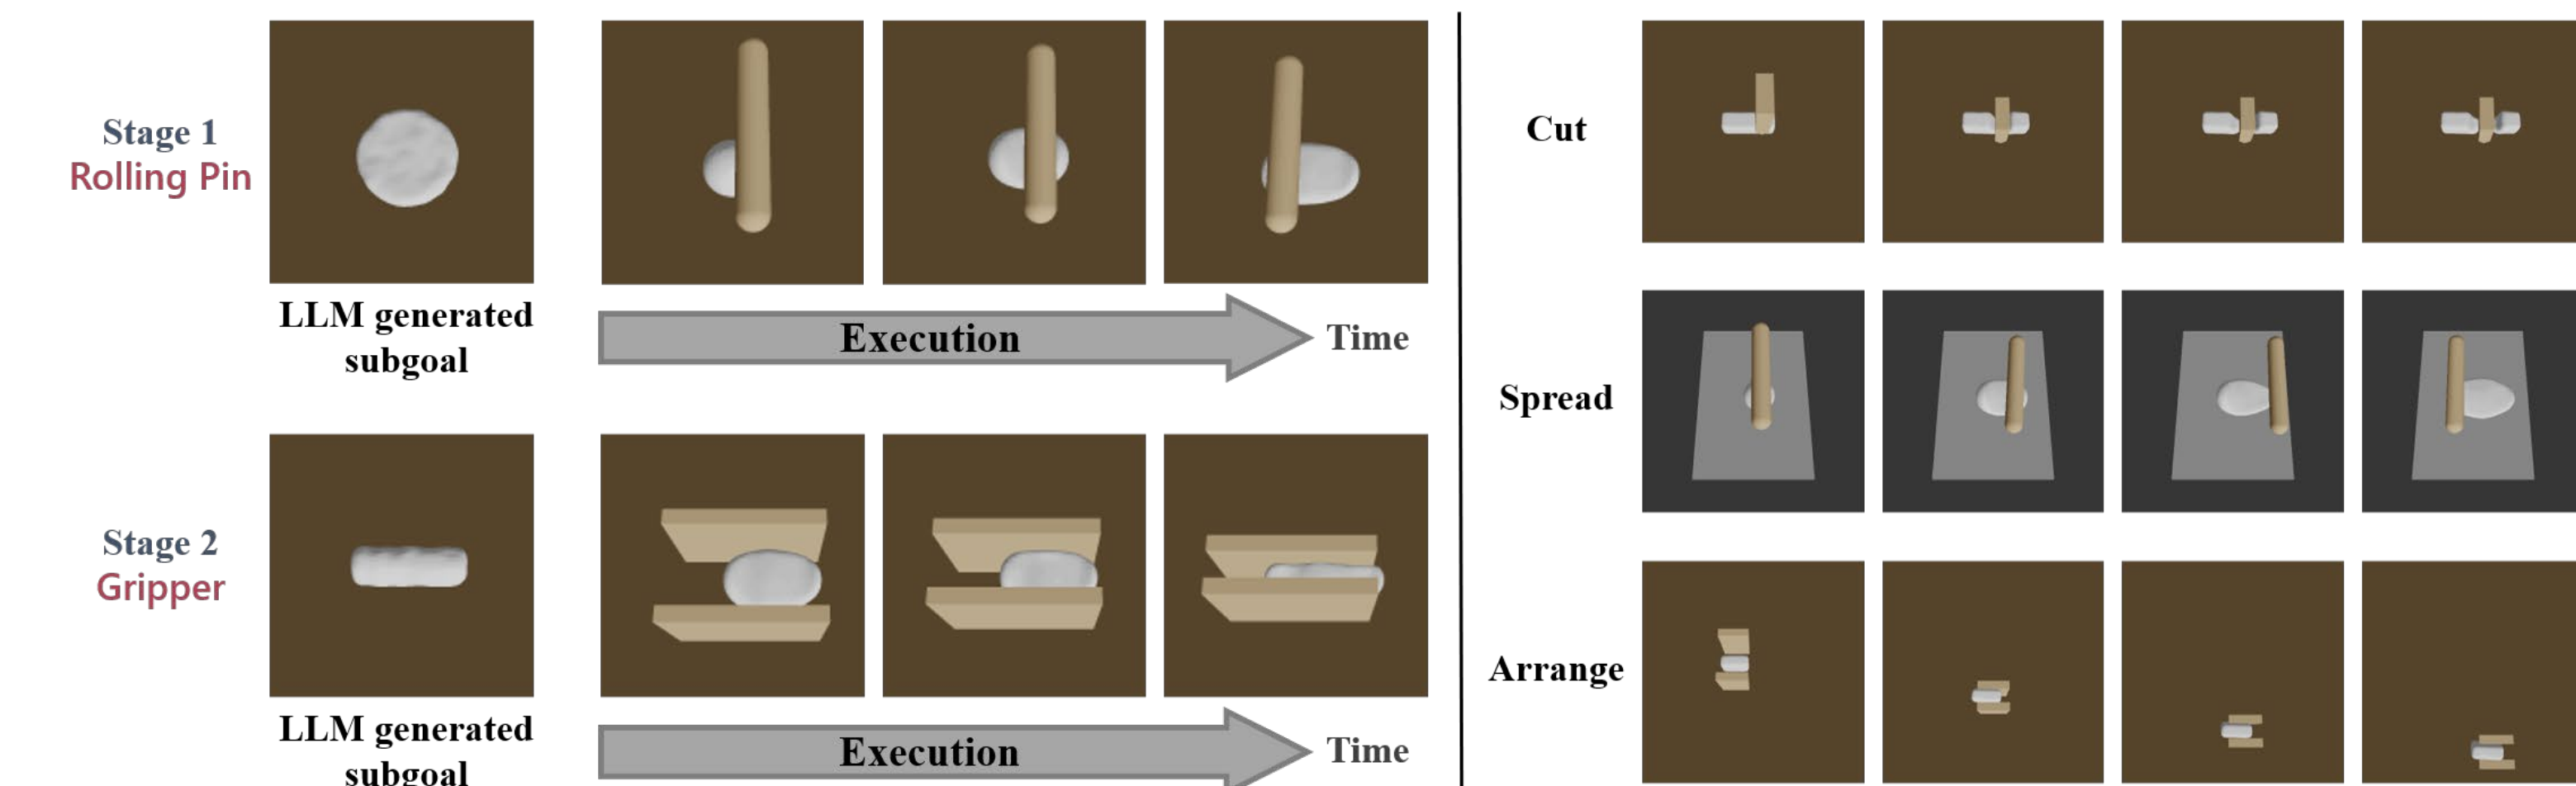 Stage 1
Rolling Pin
LLM generated
subgoal
Execution
Time
Stage 2
Gripper
LLM generated
subgoal
Execution
Time
Cut
Spread
Arrange